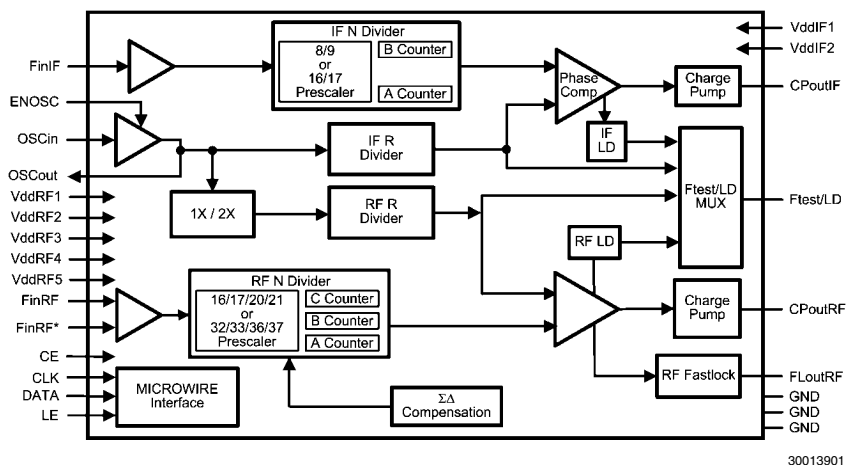 IF N Divider
8/9
or
16/17
Prescaler
B Counter
A Counter
FinIF
ENOSC
OSCin
OSCout
VddRF1
VddRF2
VddRF3
VddRF4
VddRF5
FinRF
FinRF*
CE
CLK
DATA
LE
IF R
Divider
1X / 2X
RF R
Divider
RF N Divider
16/17/20/21
or
32/33/36/37
Prescaler
C Counter
B Counter
A Counter
MICROWIRE
Interface
ΣΔ
Compensation
Phase
Comp
Charge
Pump
IF
LD
Ftest/LD
MUX
RF LD
Charge
Pump
RF Fastlock
VddIF1
VddIF2
CPoutIF
Ftest/LD
CPoutRF
FLoutRF
GND
GND
GND
30013901